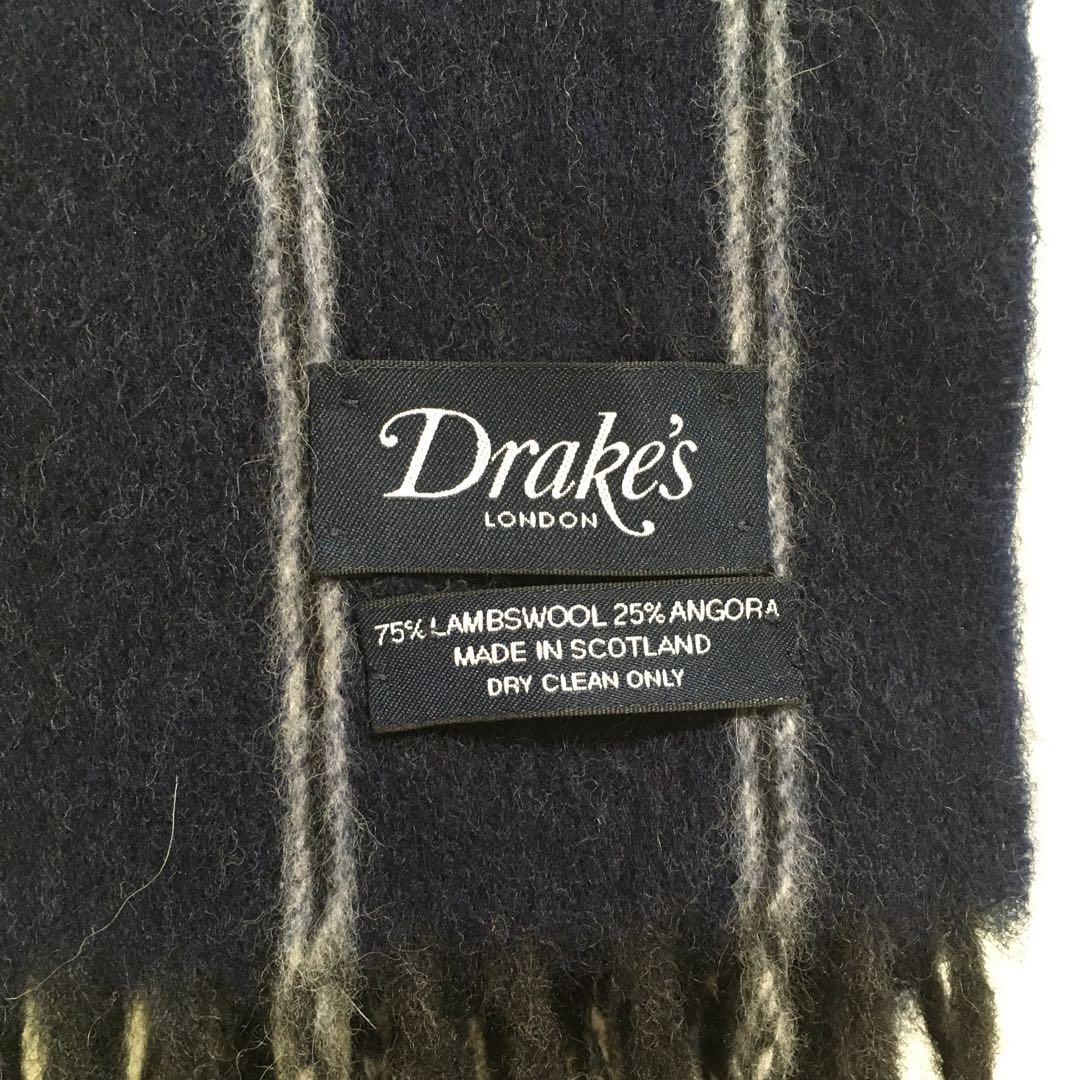 Drake's
LONDON
75% LAMBSWOOL 25% ANGORA
MADE IN SCOTLAND
DRY CLEAN ONLY